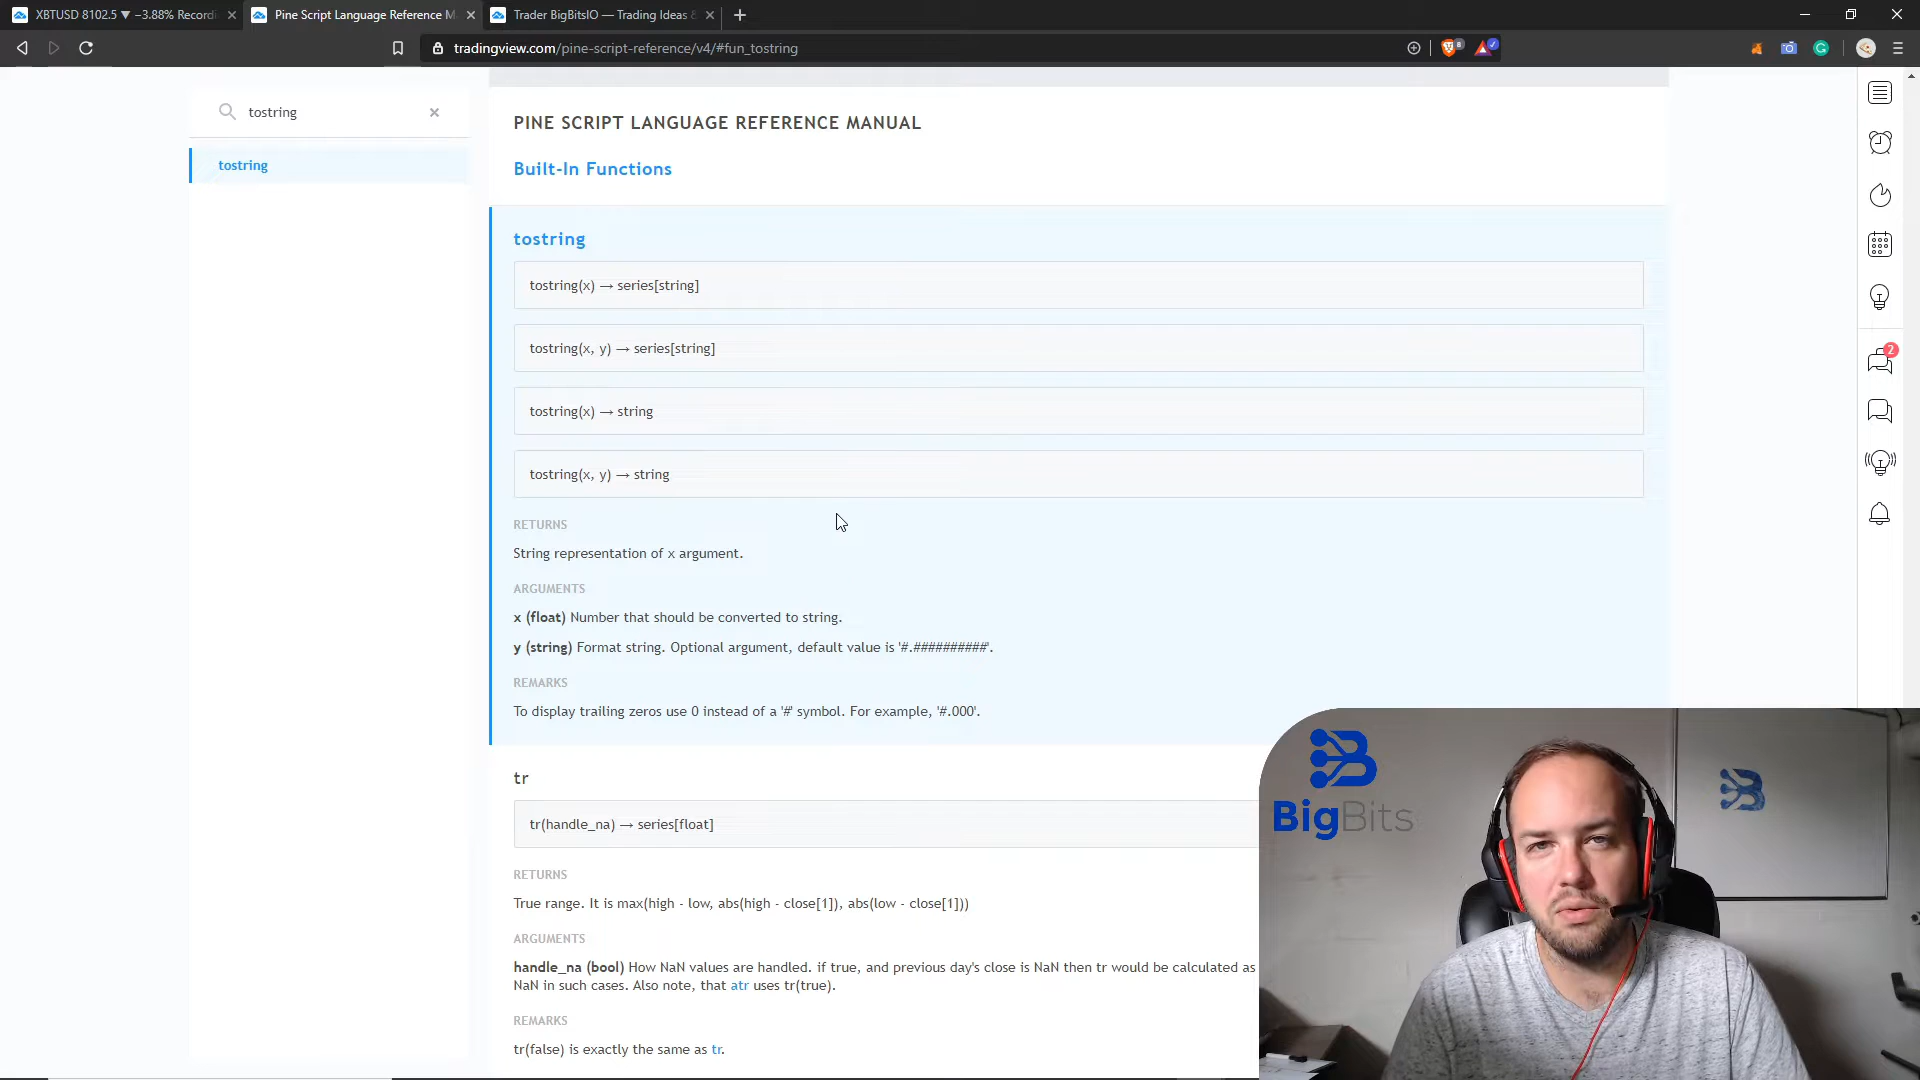 XBTUSD 8102.5 ▼ −3.88% Recordi
Pine Script Language Reference M
Trader BigBitsIO — Trading Ideas &
tradingview.com/pine-script-reference/v4/#fun_tostring
8
tostring
tostring
PINE SCRIPT LANGUAGE REFERENCE MANUAL
Built-In Functions
tostring
tostring(x) → series[string]
tostring(x, y) → series[string]
tostring(x) → string
tostring(x, y) → string
RETURNS
String representation of x argument.
ARGUMENTS
x (float) Number that should be converted to string.
y (string) Format string. Optional argument, default value is '#.##########'.
REMARKS
To display trailing zeros use 0 instead of a '#' symbol. For example, '#.000'.
tr
tr(handle_na) → series[float]
RETURNS
True range. It is max(high - low, abs(high - close[1]), abs(low - close[1]))
ARGUMENTS
handle_na (bool) How NaN values are handled. if true, and previous day's close is NaN then tr would be calculated as
NaN in such cases. Also note, that atr uses tr(true).
REMARKS
tr(false) is exactly the same as tr.
2
BigBits